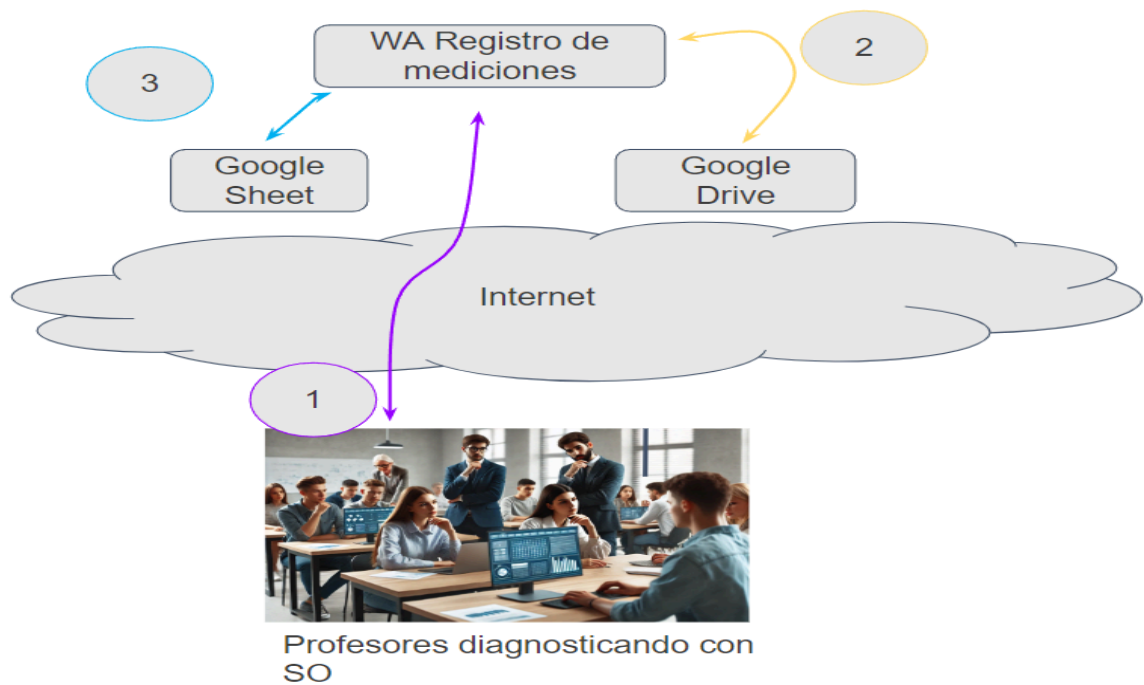 WA Registro de
mediciones
2
3
Google
Sheet
Google
Drive
Internet
1
Profesores diagnosticando con
SO